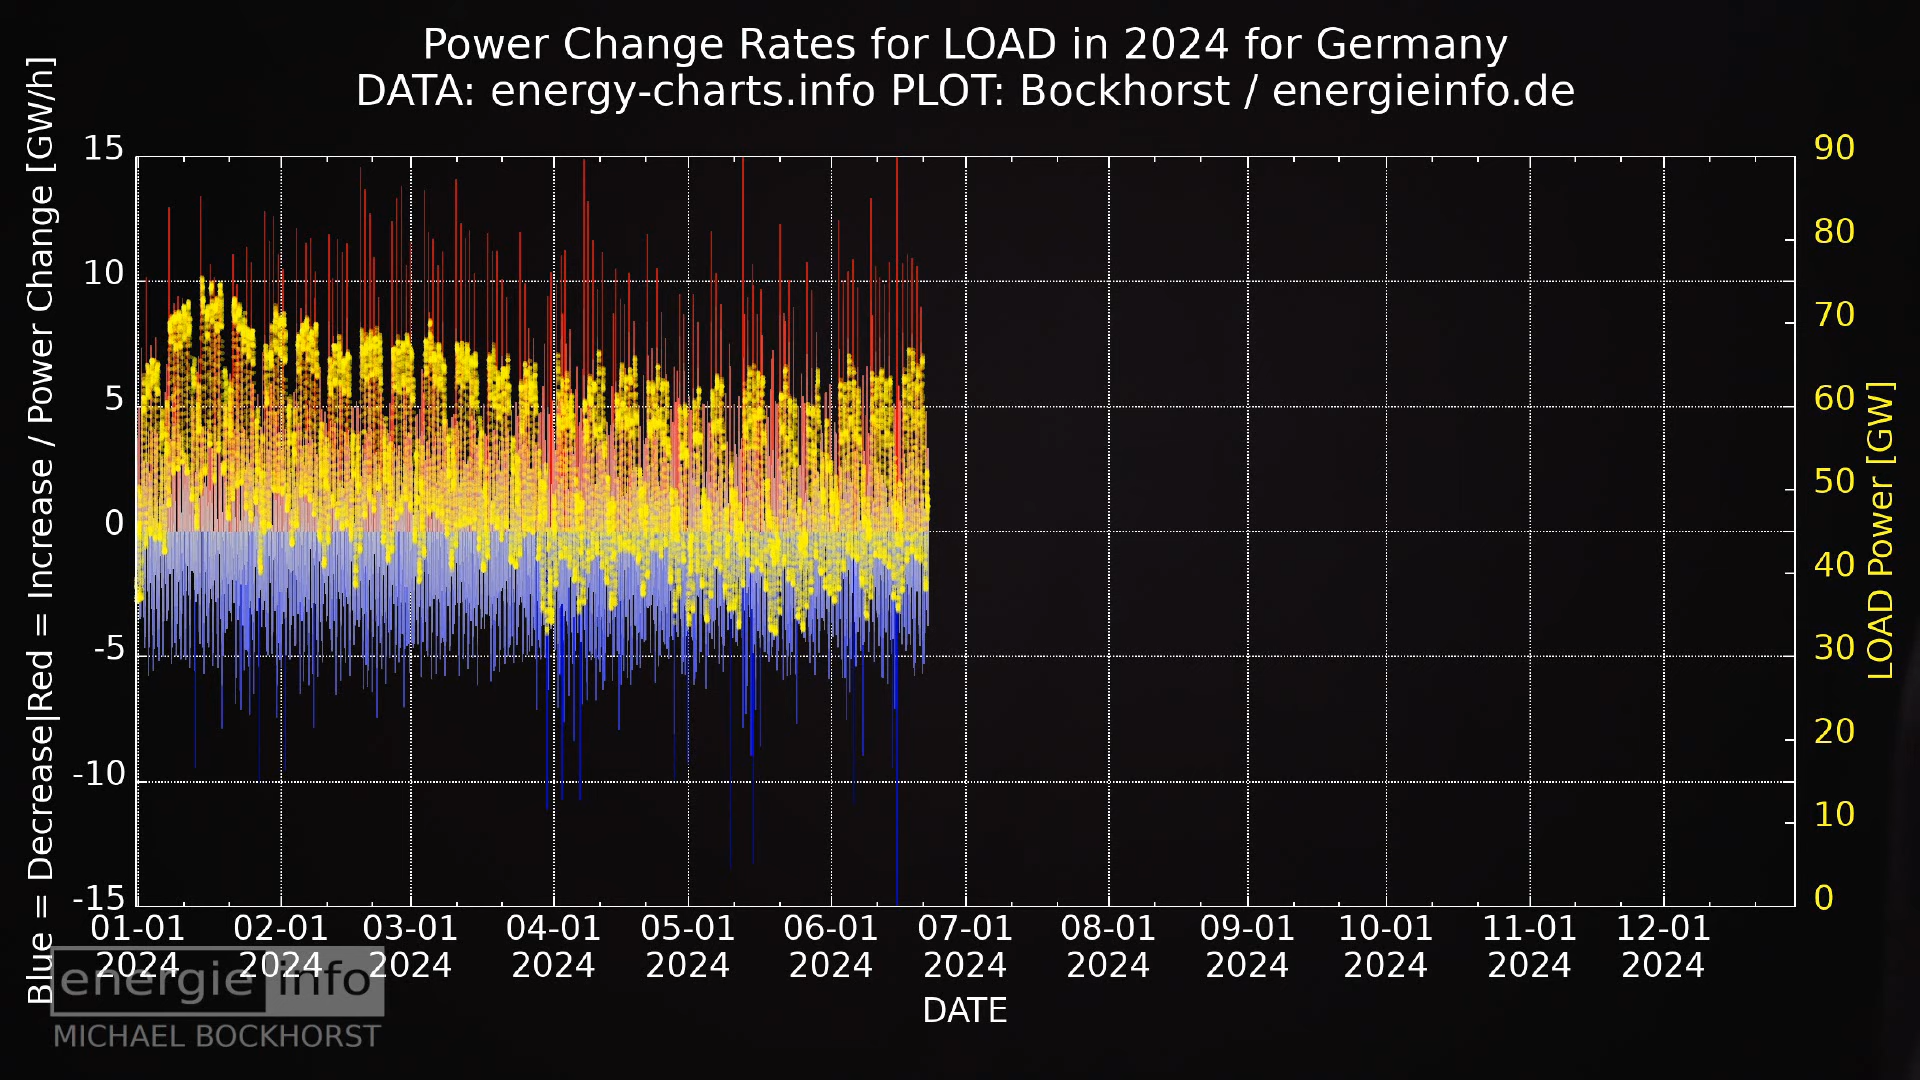 Power Change Rates for LOAD in 2024 for Germany
DATA: energy-charts.info PLOT: Bockhorst / energieinfo.de
Blue = Decrease|Red = Increase / Power Change [GW/h]
15
10
5
0
-5
-10
-15
90
80
70
60
50
40
30
20
10
0
LOAD Power [GW]
01-01 02-01 03-01 04-01 05-01 06-01 07-01 08-01 09-01 10-01 11-01 12-01
2024 2024 2024 2024 2024 2024 2024 2024 2024 2024 2024 2024
DATE
energie info
MICHAEL BOCKHORST